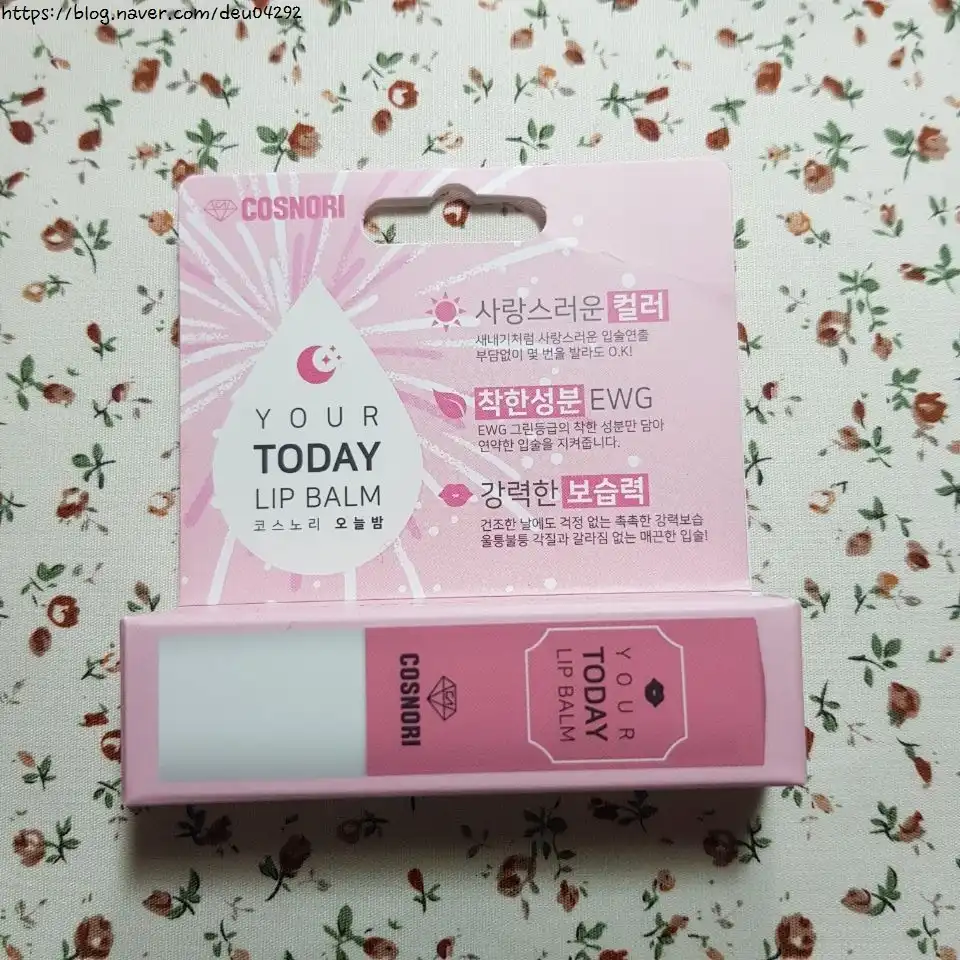 https://blog.naver.com/deu04292
COSNORI
YOUR
TODAY
LIP BALM
코스노리 오늘밤
사랑스러운 컬러
새내기처럼 사랑스러운 입술연출
부담없이 몇 번을 발라도 O.K!
착한성분 EWG
EWG 그린등급의 착한 성분만 담아
연약한 입술을 지켜줍니다.
강력한 보습력
건조한 날에도 걱정 없는 촉촉한 강력보습
울퉁불퉁 각질과 갈라짐 없는 매끈한 입술!
COSNORI
YOUR
TODAY
LIP BALM